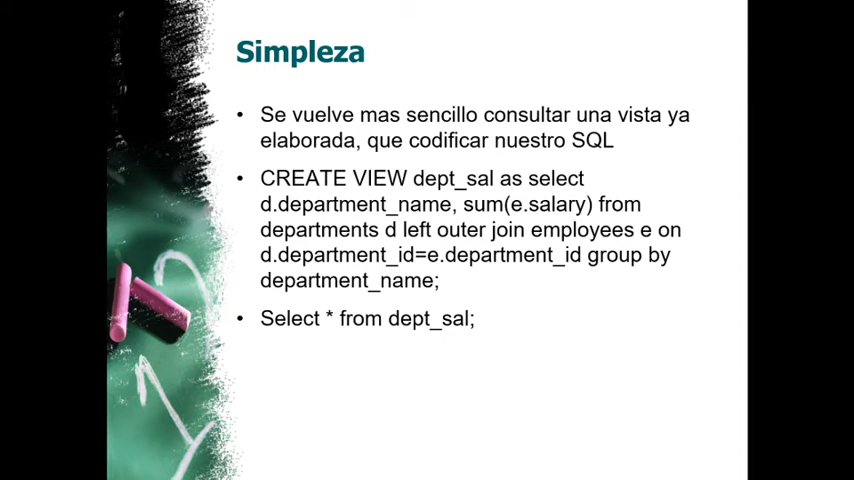 Simpleza
• Se vuelve mas sencillo consultar una vista ya
elaborada, que codificar nuestro SQL
• CREATE VIEW dept_sal as select
d.department_name, sum(e.salary) from
departments d left outer join employees e on
d.department_id=e.department_id group by
department_name;
• Select * from dept_sal;